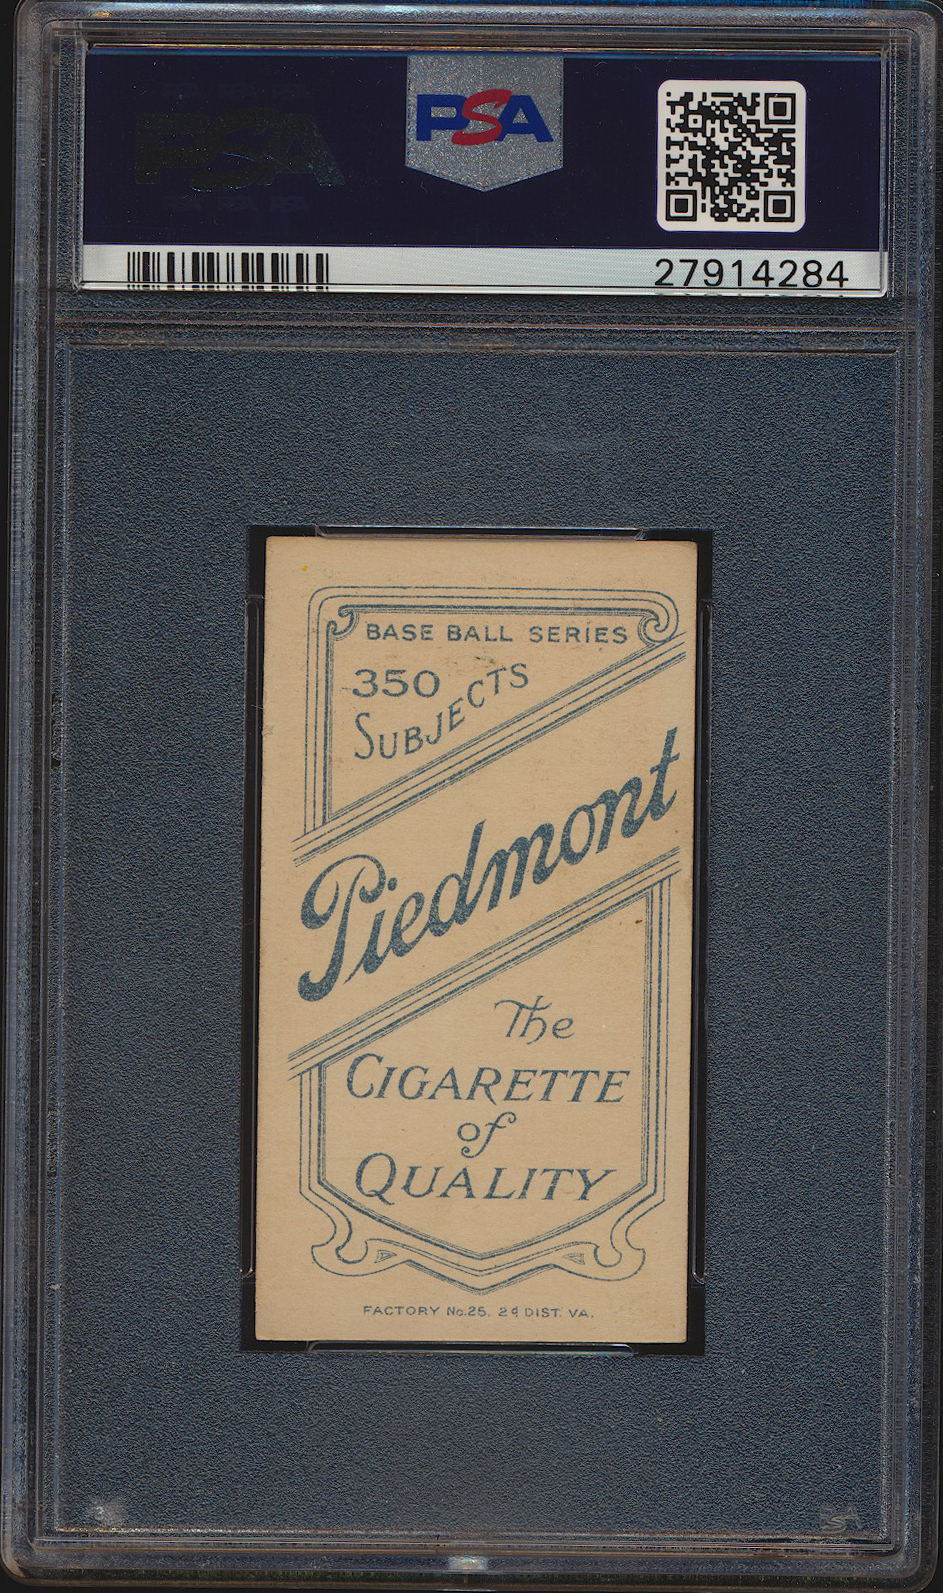 PSA
27914284
BASE BALL SERIES
350
SUBJECTS
Piedmont
The
CIGARETTE
of
QUALITY
FACTORY No.25. 2d DIST. VA.